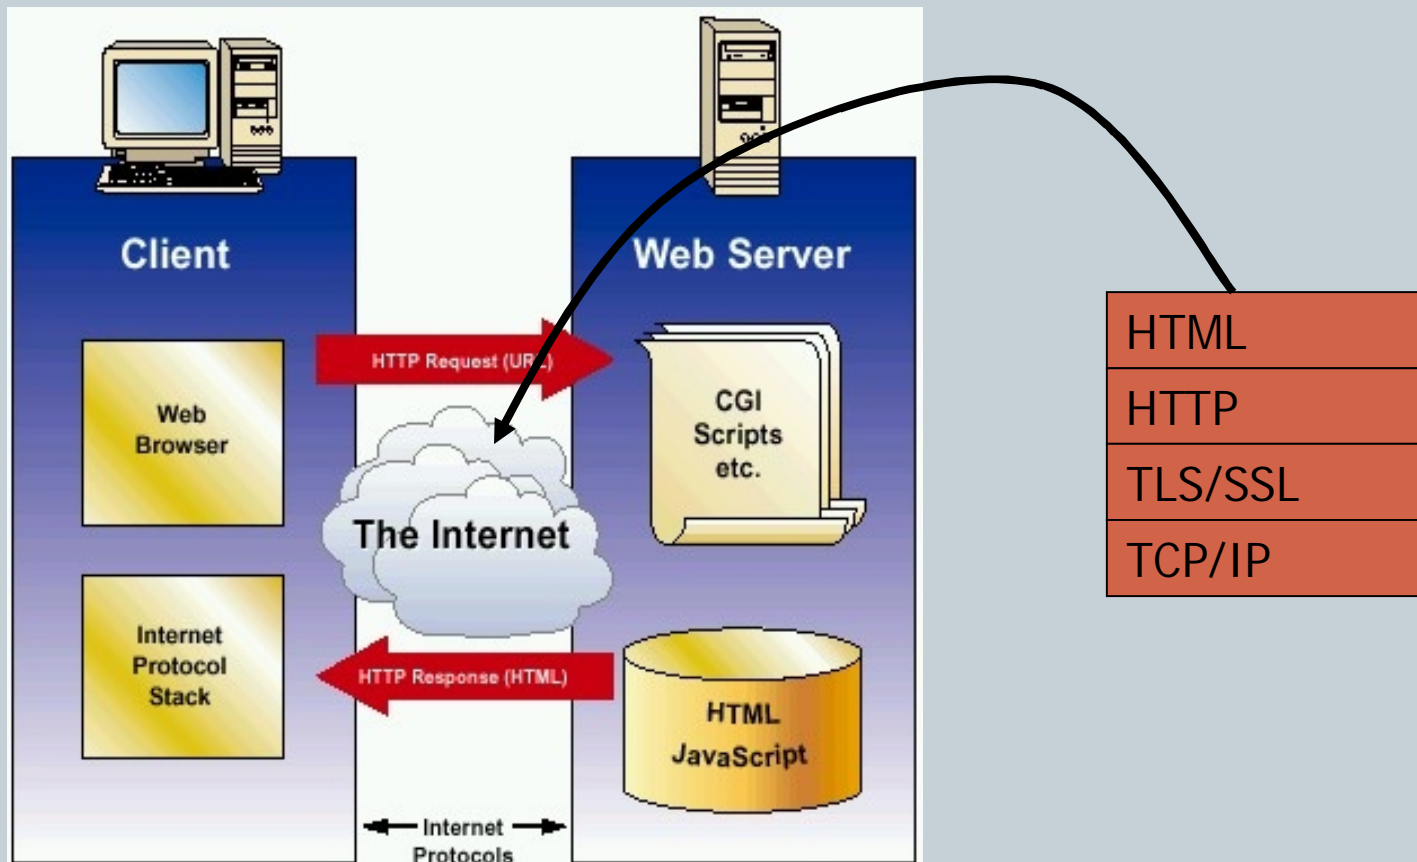 Client
Web Server
HTTP Request (URL)
Web
Browser
CGI
Scripts
etc.
The Internet
Internet
Protocol
Stack
HTTP Response (HTML)
HTML
JavaScript
Internet
Protocols
HTML
HTTP
TLS/SSL
TCP/IP